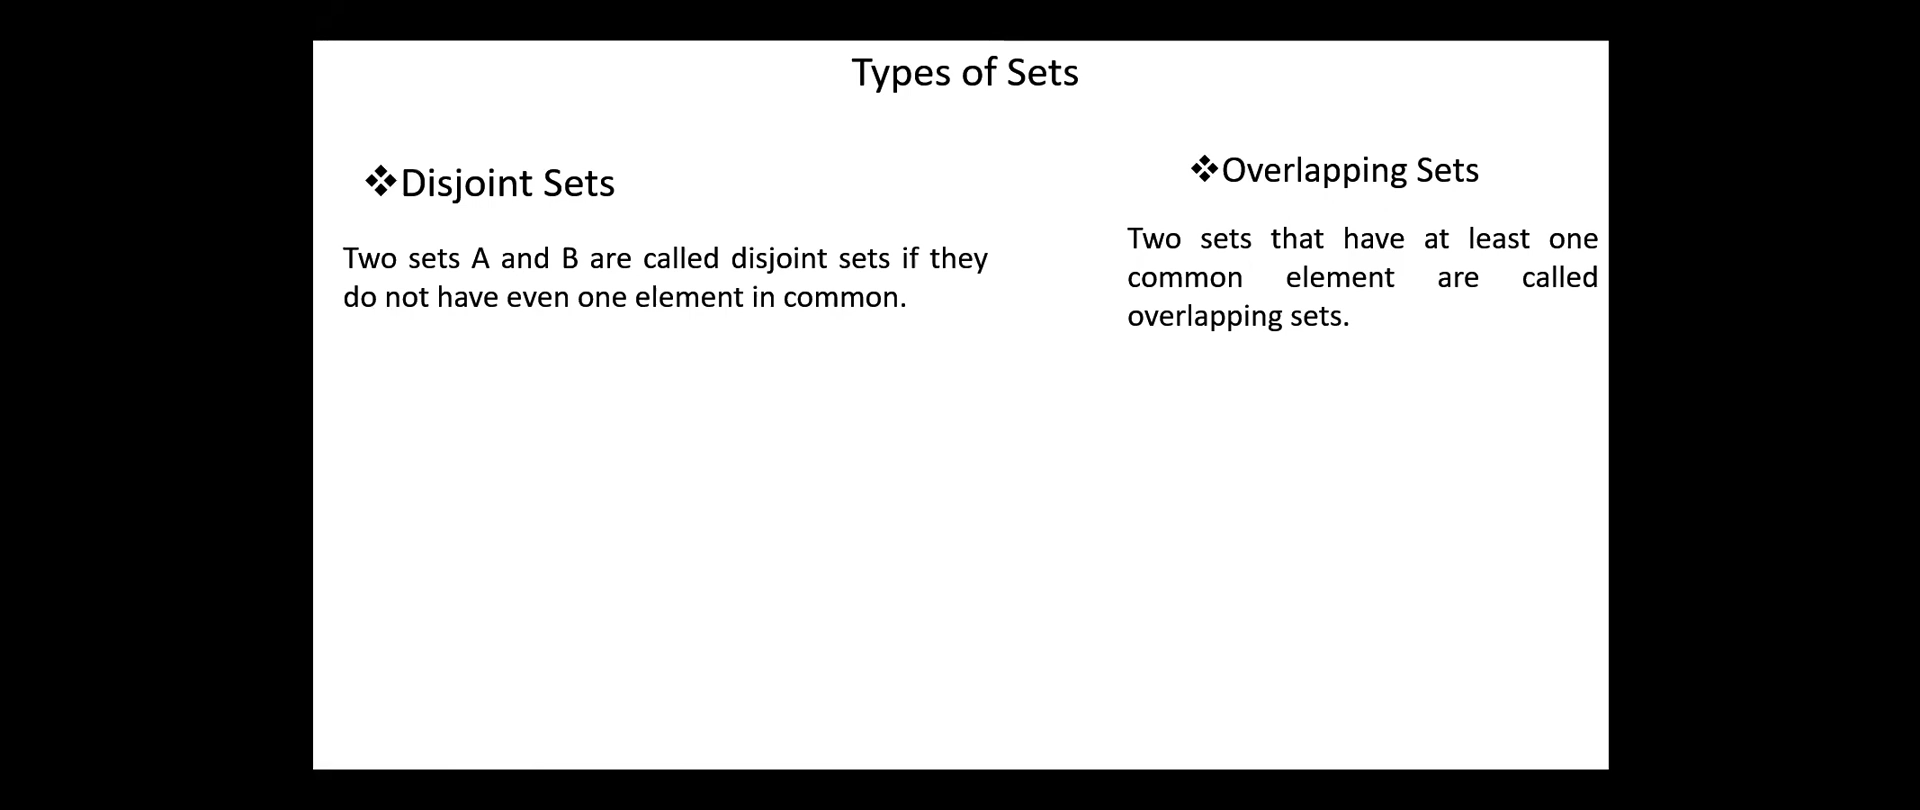 Types of Sets
❖Disjoint Sets
Two sets A and B are called disjoint sets if they
do not have even one element in common.
❖Overlapping Sets
Two sets that have at least one
common element are called
overlapping sets.